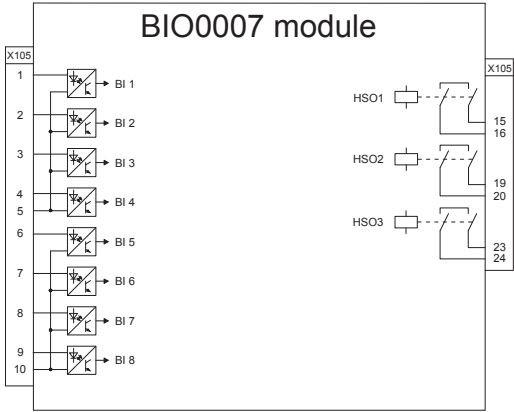 BIO0007 module
X105
1
BI 1
2
BI 2
3
BI 3
4
BI 4
5
6
BI 5
7
BI 6
8
BI 7
9
BI 8
10
X105
HSO1
15
16
HSO2
19
20
HSO3
23
24